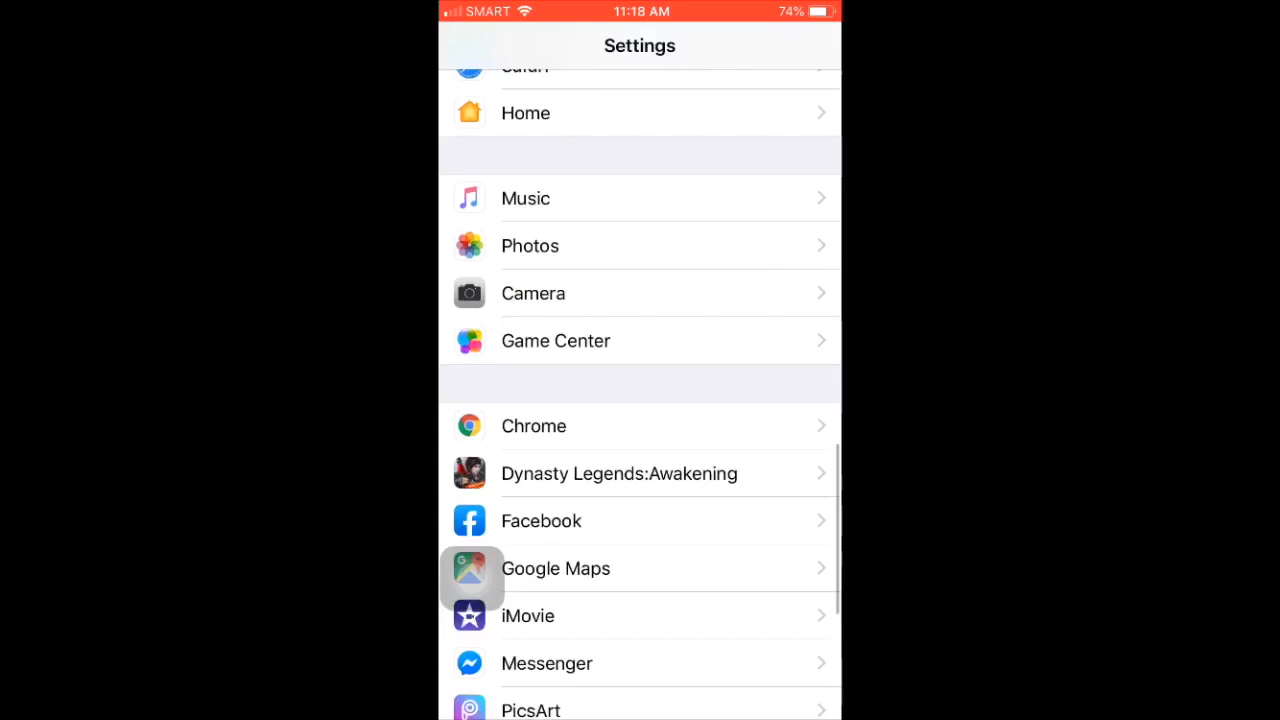 SMART 11:18 AM 74%
Settings
Safari
Home
Music
Photos
Camera
Game Center
Chrome
Dynasty Legends:Awakening
Facebook
Google Maps
iMovie
Messenger
PicsArt